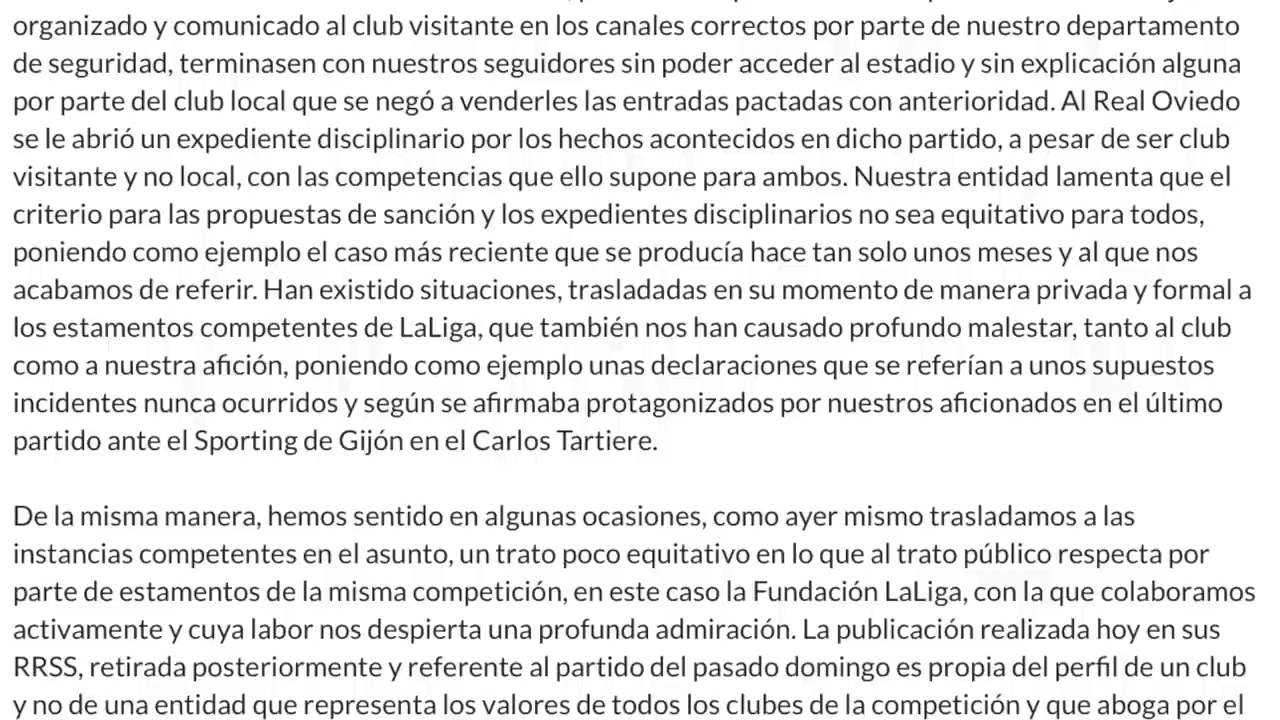 organizado y comunicado al club visitante en los canales correctos por parte de nuestro departamento
de seguridad, terminasen con nuestros seguidores sin poder acceder al estadio y sin explicación alguna
por parte del club local que se negó a venderles las entradas pactadas con anterioridad. Al Real Oviedo
se le abrió un expediente disciplinario por los hechos acontecidos en dicho partido, a pesar de ser club
visitante y no local, con las competencias que ello supone para ambos. Nuestra entidad lamenta que el
criterio para las propuestas de sanción y los expedientes disciplinarios no sea equitativo para todos,
poniendo como ejemplo el caso más reciente que se producía hace tan solo unos meses y al que nos
acabamos de referir. Han existido situaciones, trasladadas en su momento de manera privada y formal a
los estamentos competentes de LaLiga, que también nos han causado profundo malestar, tanto al club
como a nuestra afición, poniendo como ejemplo unas declaraciones que se referían a unos supuestos
incidentes nunca ocurridos y según se afirmaba protagonizados por nuestros aficionados en el último
partido ante el Sporting de Gijón en el Carlos Tartiere.
De la misma manera, hemos sentido en algunas ocasiones, como ayer mismo trasladamos a las
instancias competentes en el asunto, un trato poco equitativo en lo que al trato público respecta por
parte de estamentos de la misma competición, en este caso la Fundación LaLiga, con la que colaboramos
activamente y cuya labor nos despierta una profunda admiración. La publicación realizada hoy en sus
RRSS, retirada posteriormente y referente al partido del pasado domingo es propia del perfil de un club
y no de una entidad que representa los valores de todos los clubes de la competición y que aboga por el